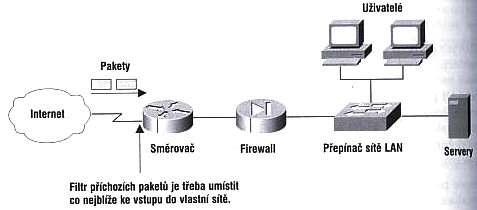 Uživatelé
Pakety
Internet
Směrovač
Firewall
Přepínač sítě LAN
Servery
Filtr příchozích paketů je třeba umístit
co nejblíže ke vstupu do vlastní sítě.